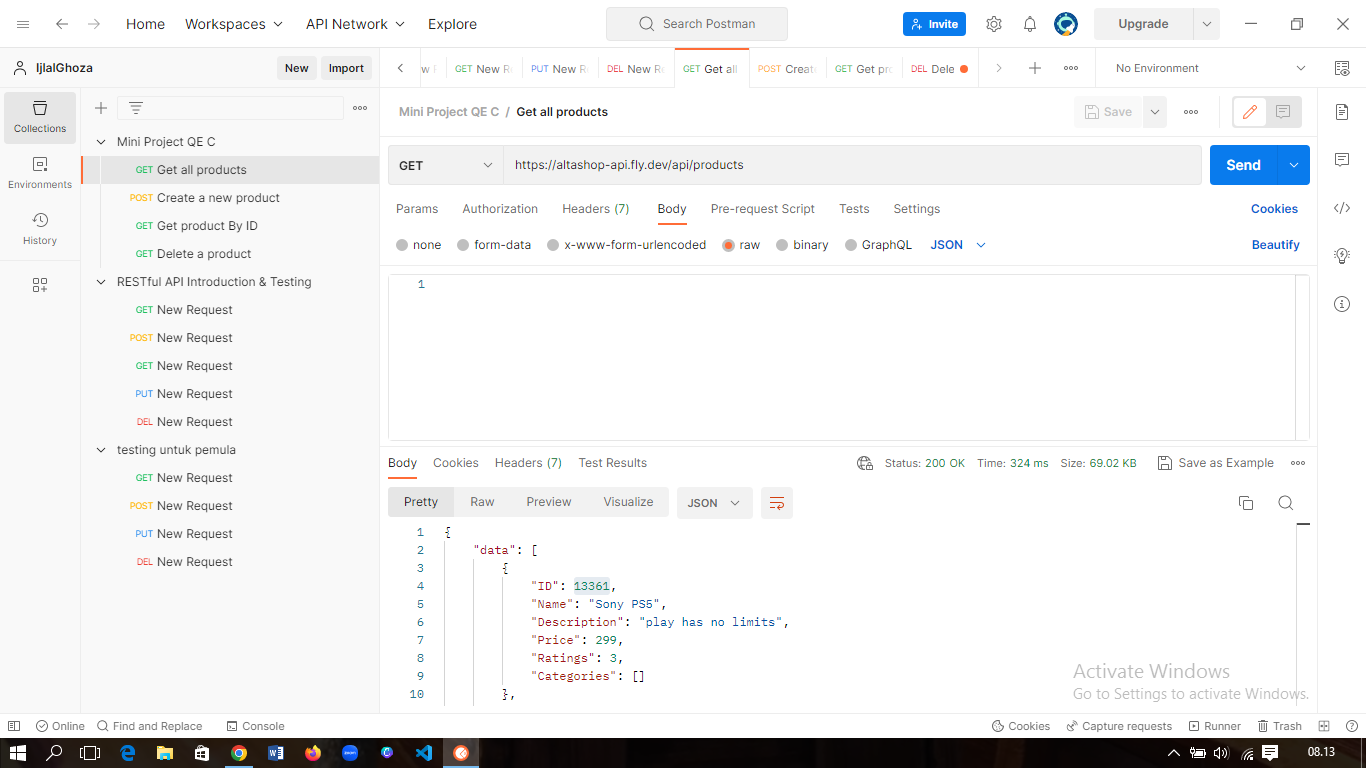 Home Workspaces API Network Explore Search Postman Invite Upgrade
IjlalGhoza New Import GET New R PUT New R DEL New R GET Get all POST Creat GET Get pr DEL Dele No Environment
Collections
Environments
History
Mini Project QE C
GET Get all products
POST Create a new product
GET Get product By ID
GET Delete a product
RESTful API Introduction & Testing
GET New Request
POST New Request
GET New Request
PUT New Request
DEL New Request
testing untuk pemula
GET New Request
POST New Request
PUT New Request
DEL New Request
Mini Project QE C / Get all products Save
GET https://altashop-api.fly.dev/api/products Send
Params Authorization Headers (7) Body Pre-request Script Tests Settings Cookies
none form-data x-www-form-urlencoded raw binary GraphQL JSON Beautify
1
Body Cookies Headers (7) Test Results Status: 200 OK Time: 324 ms Size: 69.02 KB Save as Example
Pretty Raw Preview Visualize JSON
1 {
2 "data": [
3 {
4 "ID": 13361,
5 "Name": "Sony PS5",
6 "Description": "play has no limits",
7 "Price": 299,
8 "Ratings": 3,
9 "Categories": []
10 },
Activate Windows
Go to Settings to activate Windows.
Online Find and Replace Console Cookies Capture requests Runner Trash
08.13